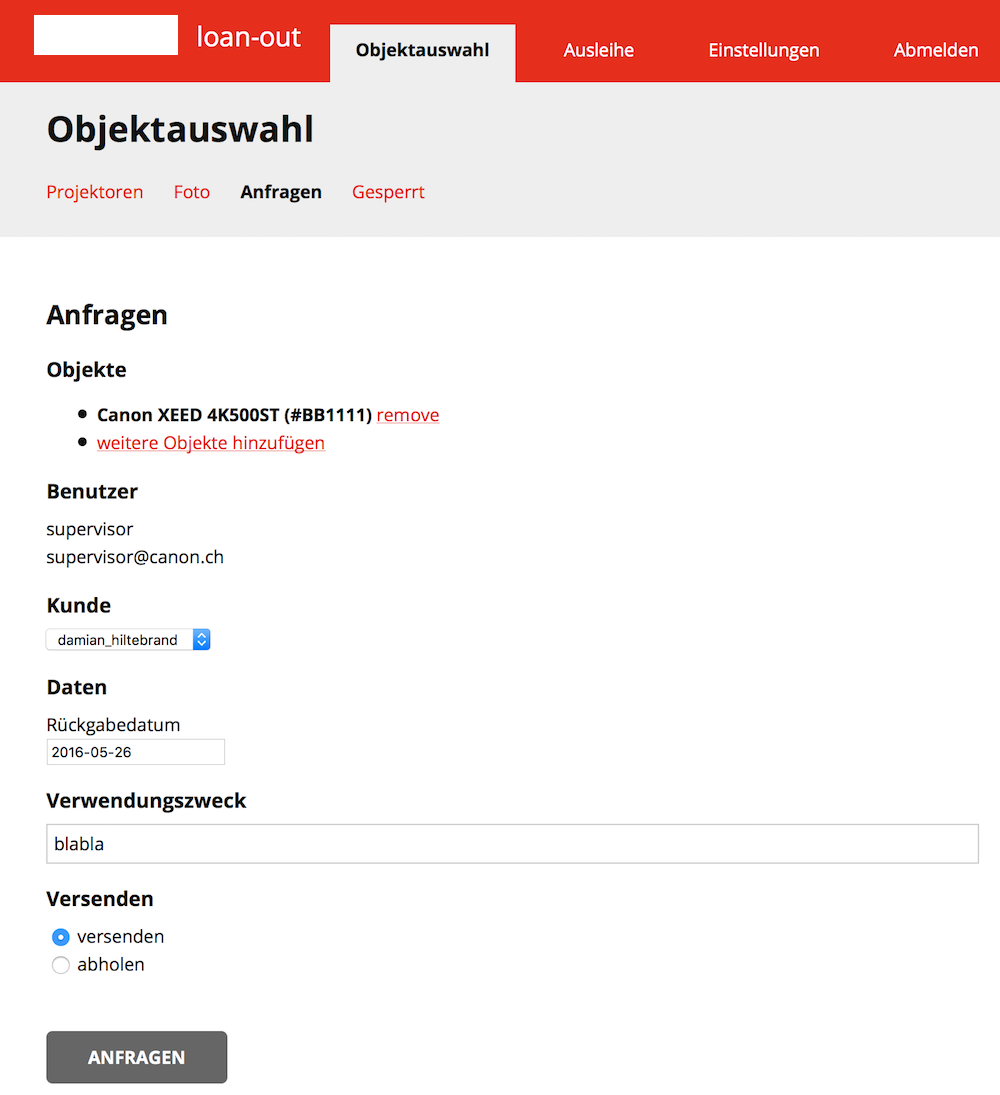 loan-out
Objektauswahl Ausleihe Einstellungen Abmelden
Objektauswahl
Projektoren Foto Anfragen Gesperrt
Anfragen
Objekte
Canon XEED 4K500ST (#BB1111) remove
weitere Objekte hinzufügen
Benutzer
supervisor
supervisor@canon.ch
Kunde
damian_hiltebrand
Daten
Rückgabedatum
2016-05-26
Verwendungszweck
blabla
Versenden
versenden
abholen
ANFRAGEN